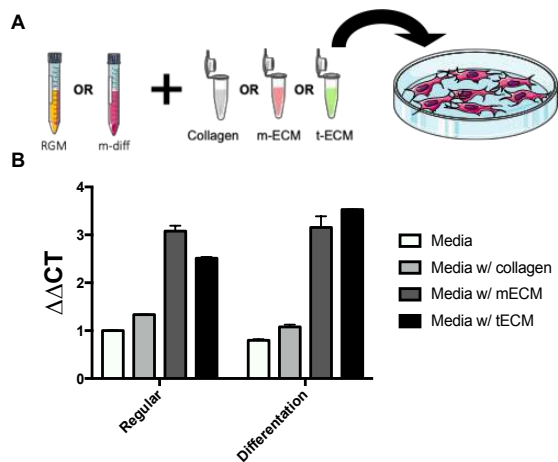 A
OR
+
OR
OR
RGM
m-diff
Collagen
m-ECM
t-ECM
B
ΔΔCT
4
3
2
1
0
Regular
Differentation
Media
Media w/ collagen
Media w/ mECM
Media w/ tECM